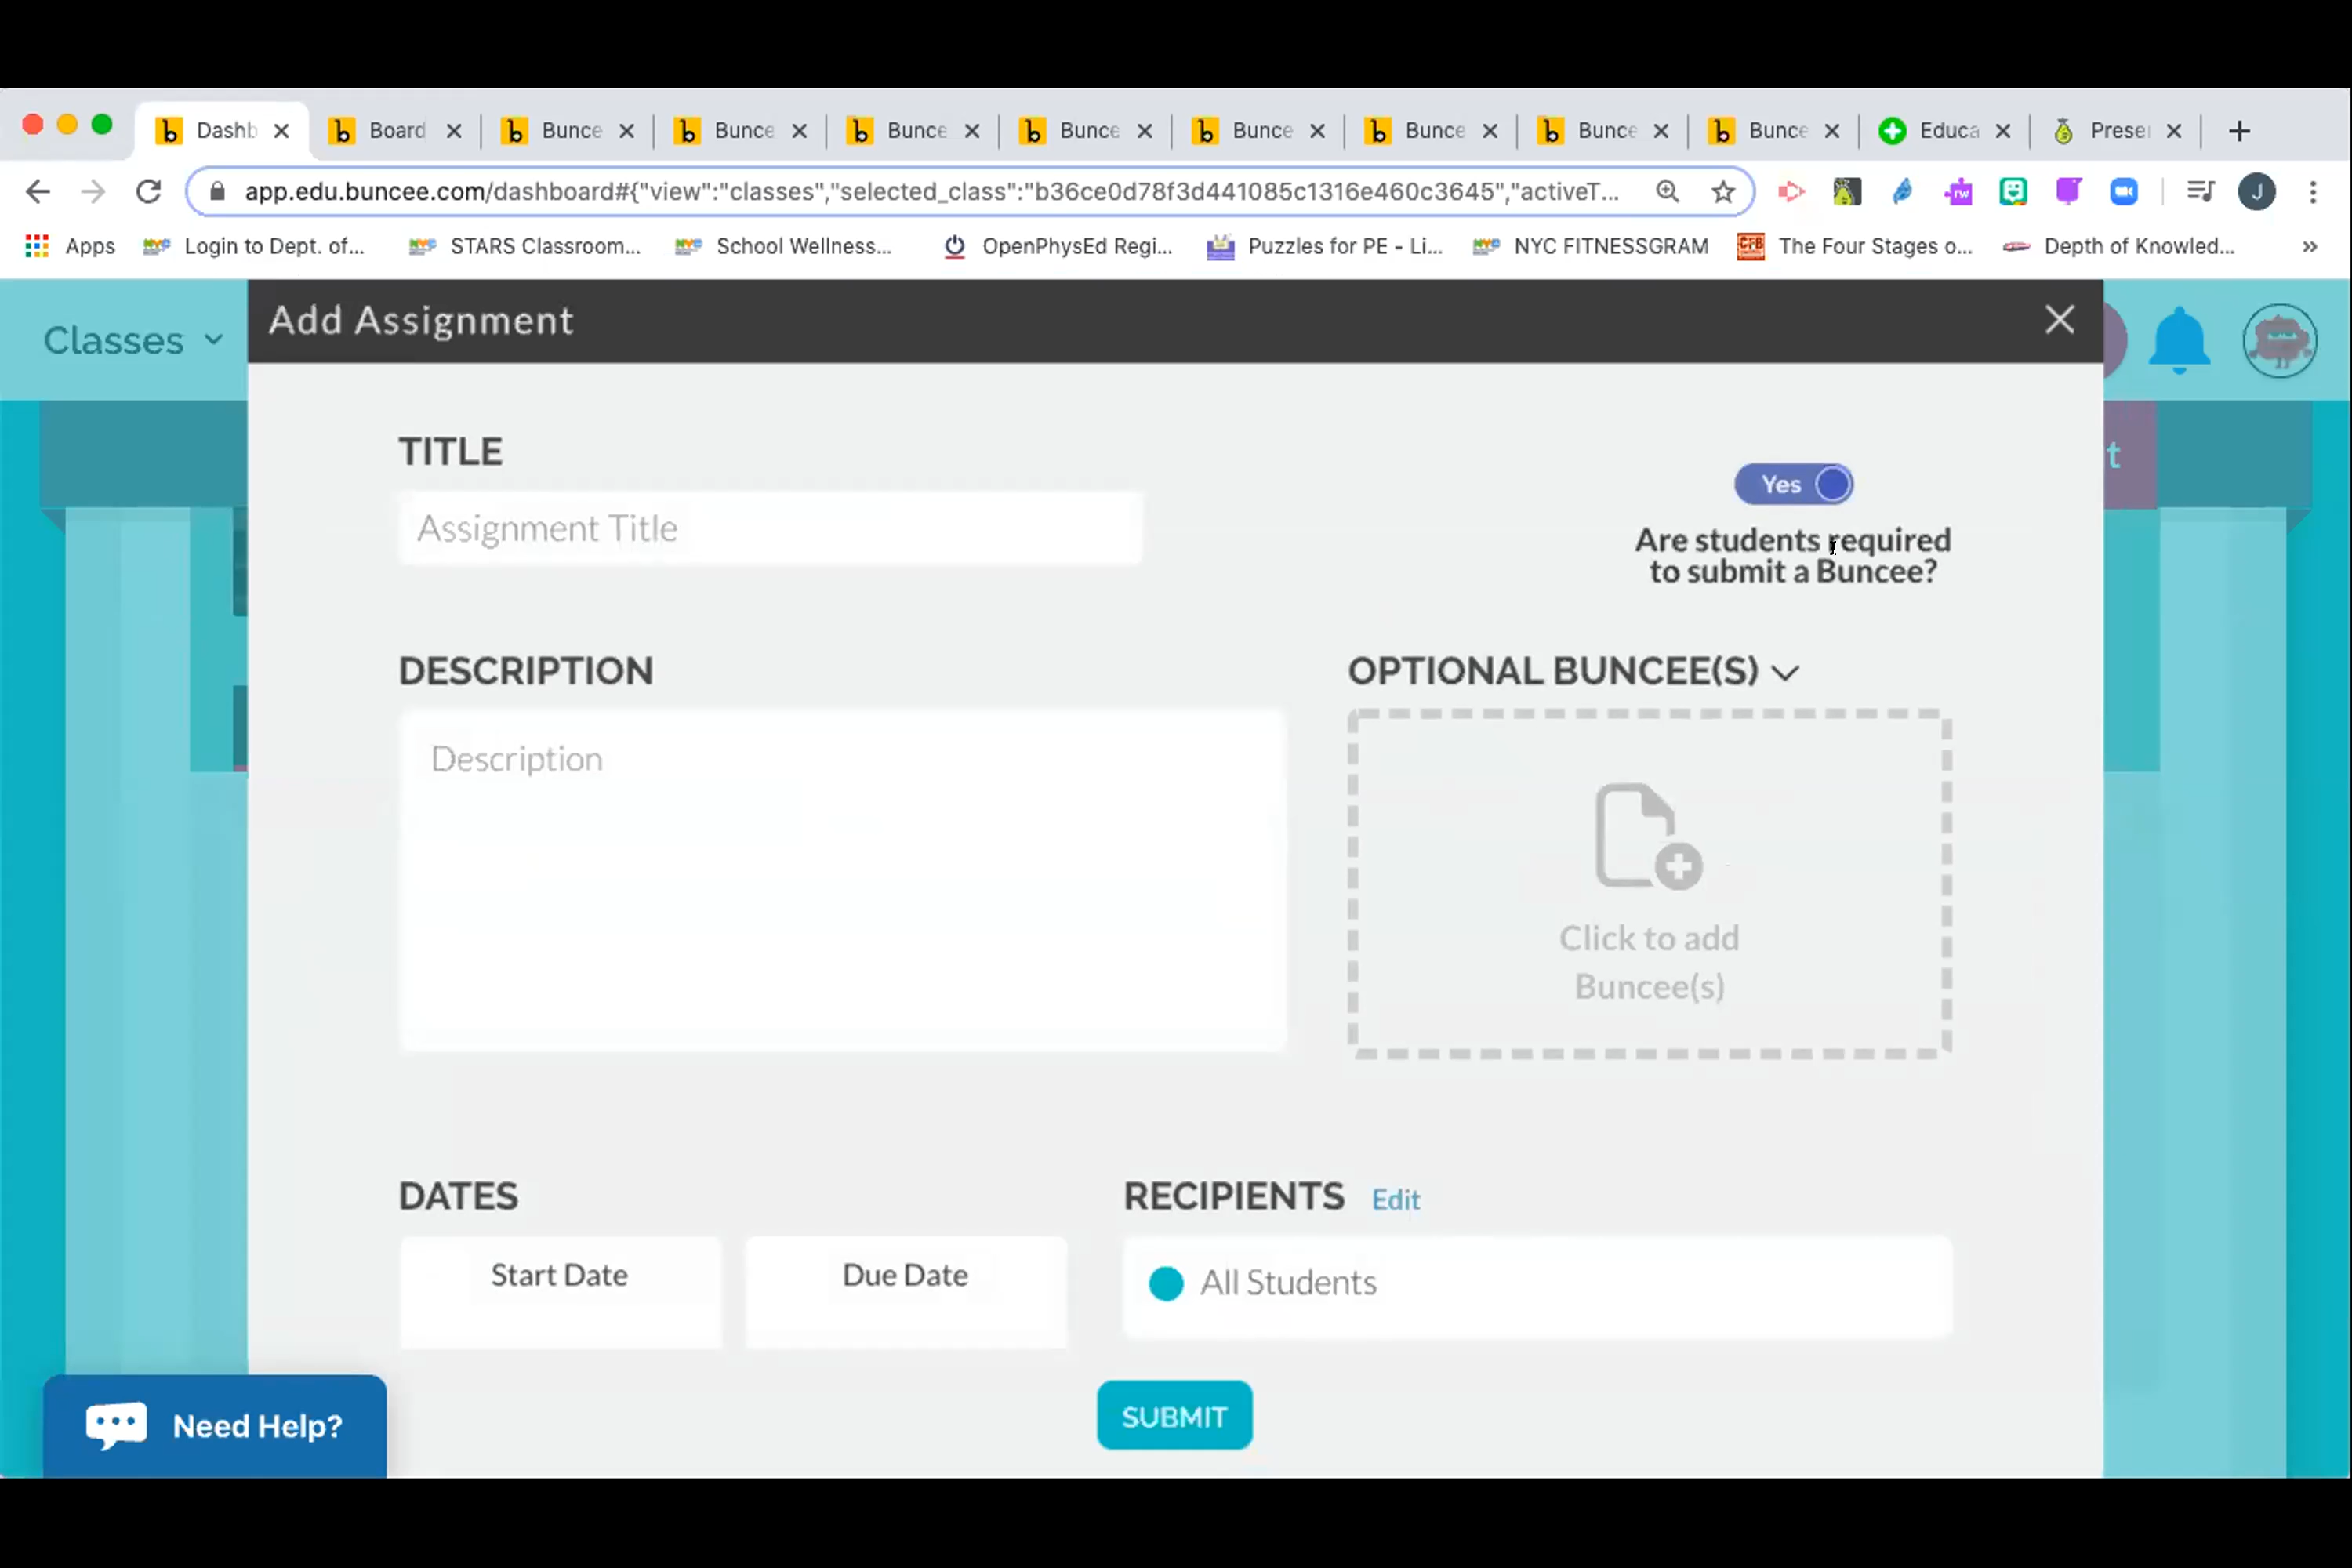 Dashb Board Bunce Bunce Bunce Bunce Bunce Bunce Bunce Bunce Educa Prese
app.edu.buncee.com/dashboard#{"view":"classes","selected_class":"b36ce0d78f3d441085c1316e460c3645","activeT... rw J
Apps Login to Dept. of... STARS Classroom... School Wellness... OpenPhysEd Regi... Puzzles for PE - Li... NYC FITNESSGRAM The Four Stages o... Depth of Knowled... »
Classes
Add Assignment
t
TITLE
Assignment Title
Yes
Are students required
to submit a Buncee?
DESCRIPTION
Description
OPTIONAL BUNCEE(S)
Click to add
Buncee(s)
DATES
Start Date
Due Date
RECIPIENTS Edit
All Students
SUBMIT
Need Help?